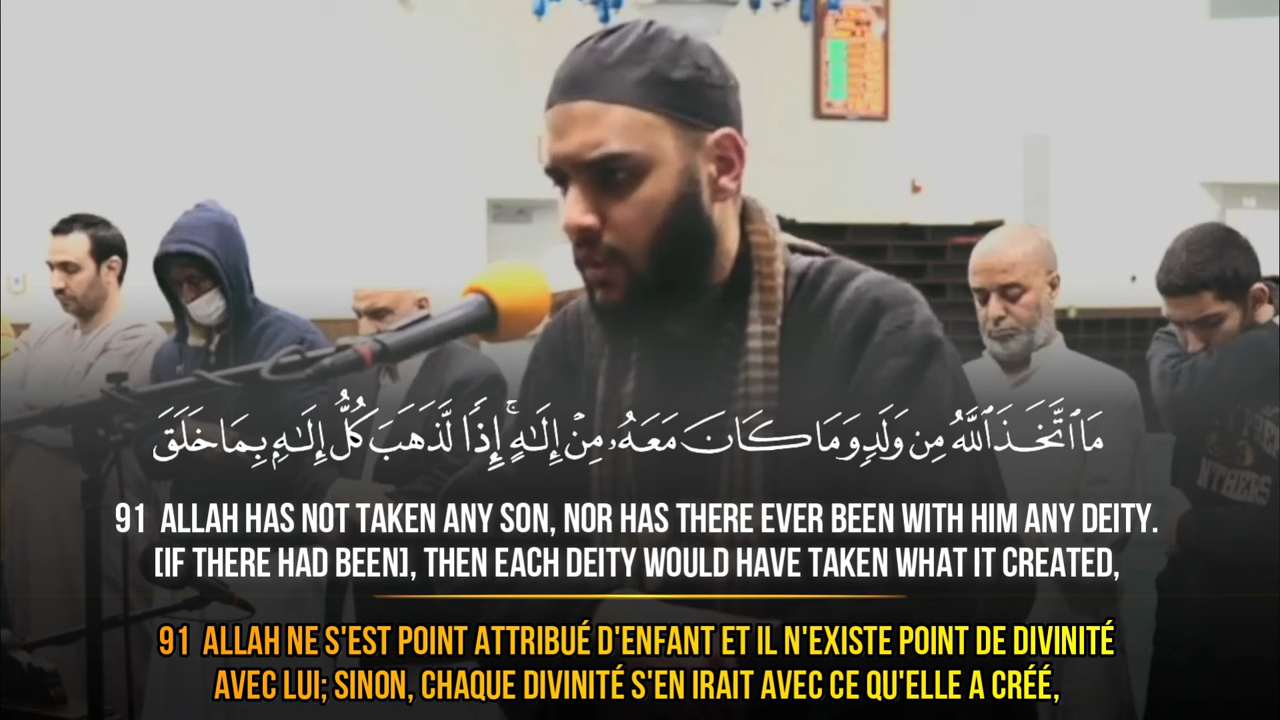 مَا ٱتَّخَذَ ٱللَّهُ مِن وَلَدٍ وَمَا كَانَ مَعَهُۥ مِنْ إِلَـٰهٍ ۚ إِذًا لَّذَهَبَ كُلُّ إِلَـٰهٍۭ بِمَا خَلَقَ
91 ALLAH HAS NOT TAKEN ANY SON, NOR HAS THERE EVER BEEN WITH HIM ANY DEITY.
[IF THERE HAD BEEN], THEN EACH DEITY WOULD HAVE TAKEN WHAT IT CREATED,
91 ALLAH NE S'EST POINT ATTRIBUÉ D'ENFANT ET IL N'EXISTE POINT DE DIVINITÉ
AVEC LUI; SINON, CHAQUE DIVINITÉ S'EN IRAIT AVEC CE QU'ELLE A CRÉÉ,